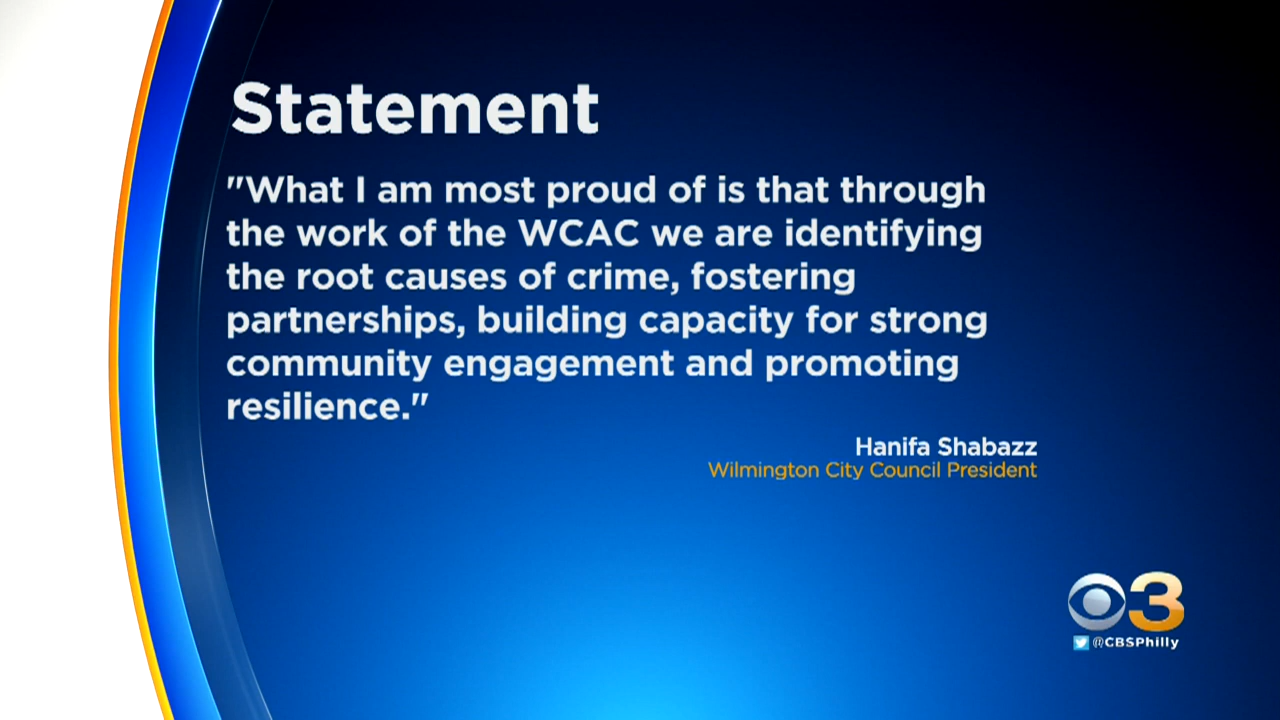 Statement
"What I am most proud of is that through
the work of the WCAC we are identifying
the root causes of crime, fostering
partnerships, building capacity for strong
community engagement and promoting
resilience."
Hanifa Shabazz
Wilmington City Council President
3
@CBSPhilly